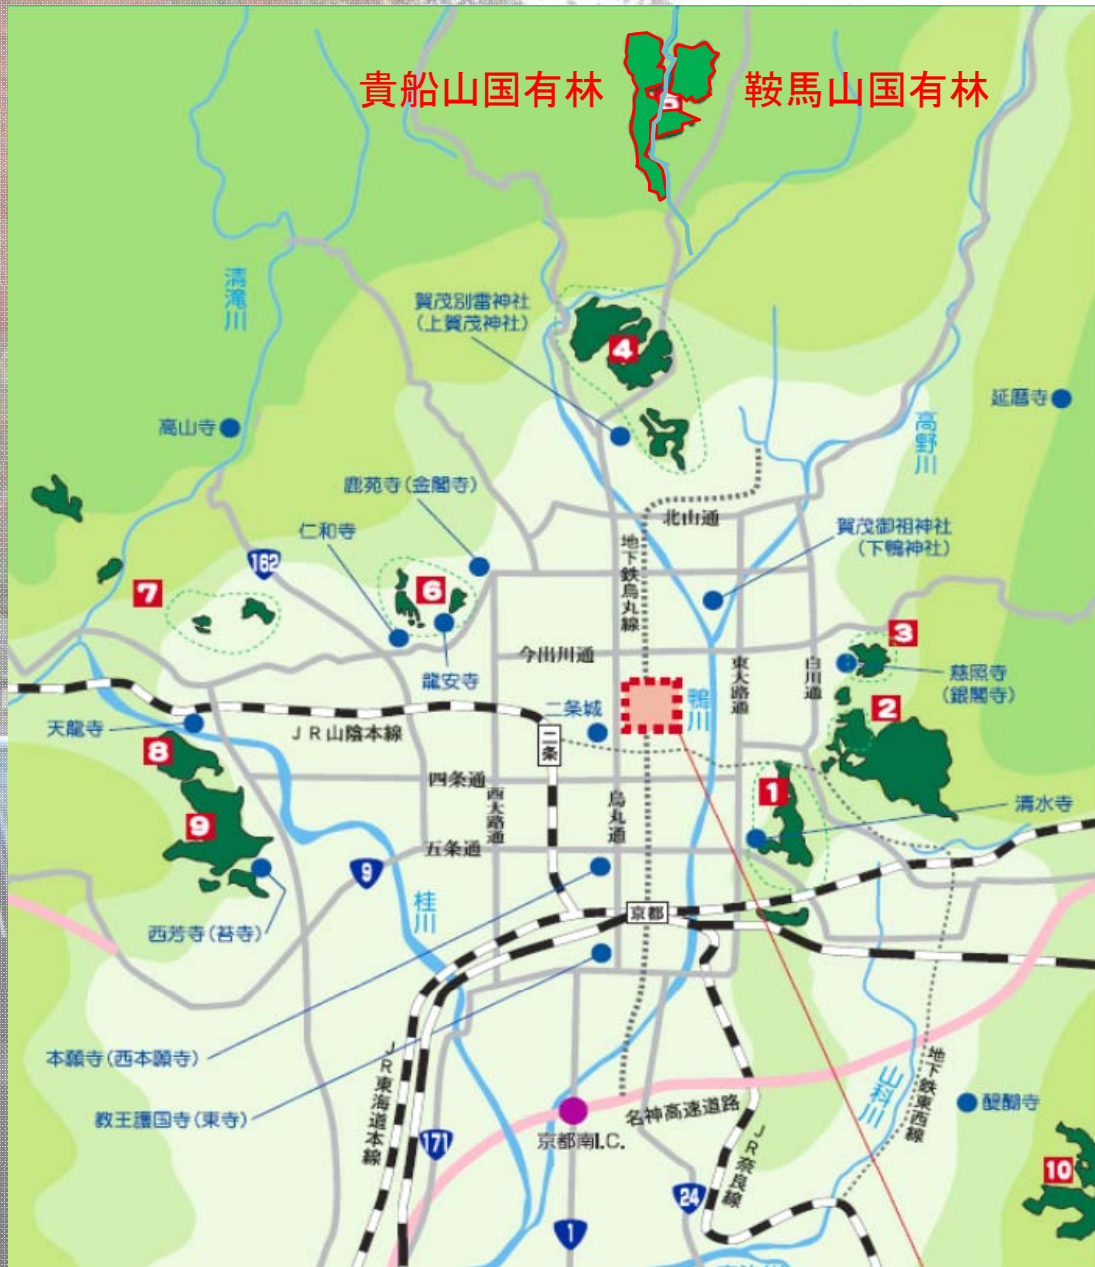 貴船山国有林
鞍馬山国有林
5
清滝川
賀茂別雷神社
(上賀茂神社)
4
延暦寺
高山寺
高野川
鹿苑寺(金閣寺)
北山通
仁和寺
地下鉄烏丸線
賀茂御祖神社
(下鴨神社)
162
7
6
3
今出川通
東大路通
白川通
慈照寺
(銀閣寺)
龍安寺
鴨川
2
天龍寺
二条城
JR山陰本線
二条
8
四条通
西大路通
烏丸通
1
清水寺
9
五条通
9
桂川
京都
西芳寺(苔寺)
本願寺(西本願寺)
JR東海道本線
山科川
地下鉄東西線
教王護国寺(東寺)
名神高速道路
醍醐寺
京都南I.C.
171
JR奈良線
10
24
1